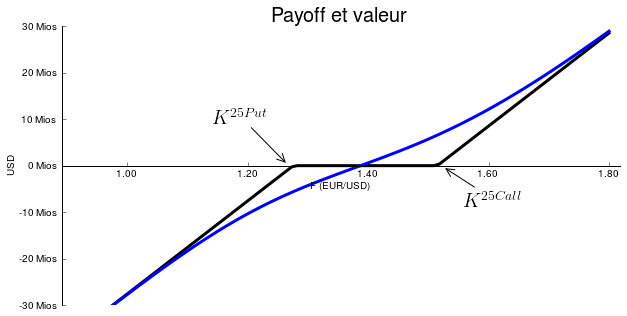 Payoff et valeur
30 Mios
20 Mios
10 Mios
0 Mios
-10 Mios
-20 Mios
-30 Mios
USD
K^25Put
1.00
1.20
1.40
1.60
1.80
F (EUR/USD)
K^25Call